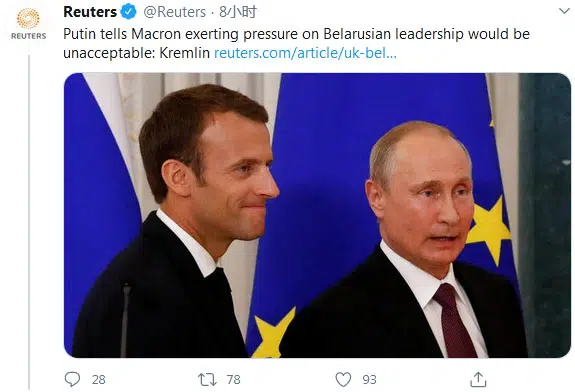 REUTERS
Reuters @Reuters · 8小时
Putin tells Macron exerting pressure on Belarusian leadership would be
unacceptable: Kremlin reuters.com/article/uk-bel...
28 78 93